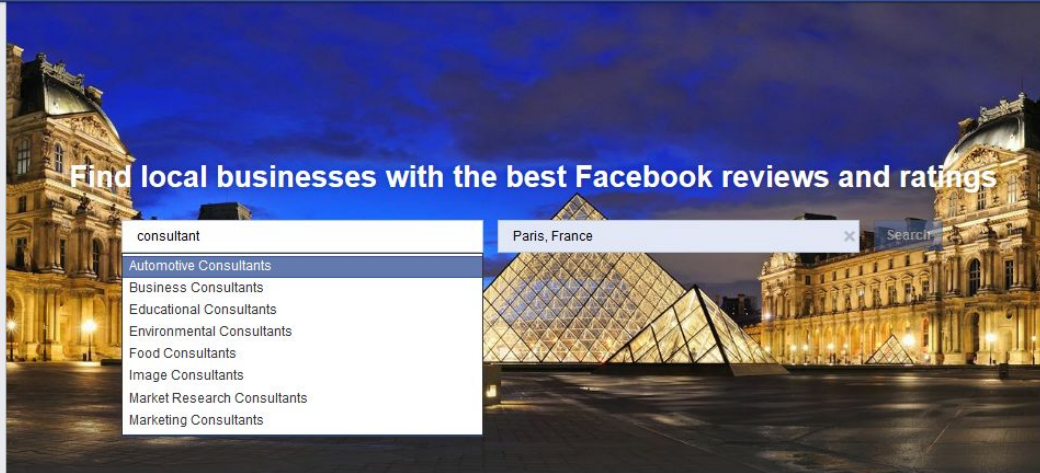 Find local businesses with the best Facebook reviews and ratings
consultant
Paris, France
Search
Automotive Consultants
Business Consultants
Educational Consultants
Environmental Consultants
Food Consultants
Image Consultants
Market Research Consultants
Marketing Consultants